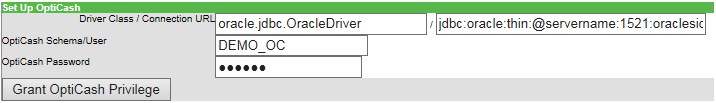 Set Up OptiCash
Driver Class / Connection URL oracle.jdbc.OracleDriver / jdbc:oracle:thin:@servername:1521:oraclesid
OptiCash Schema/User DEMO_OC
OptiCash Password ●●●●●●
Grant OptiCash Privilege